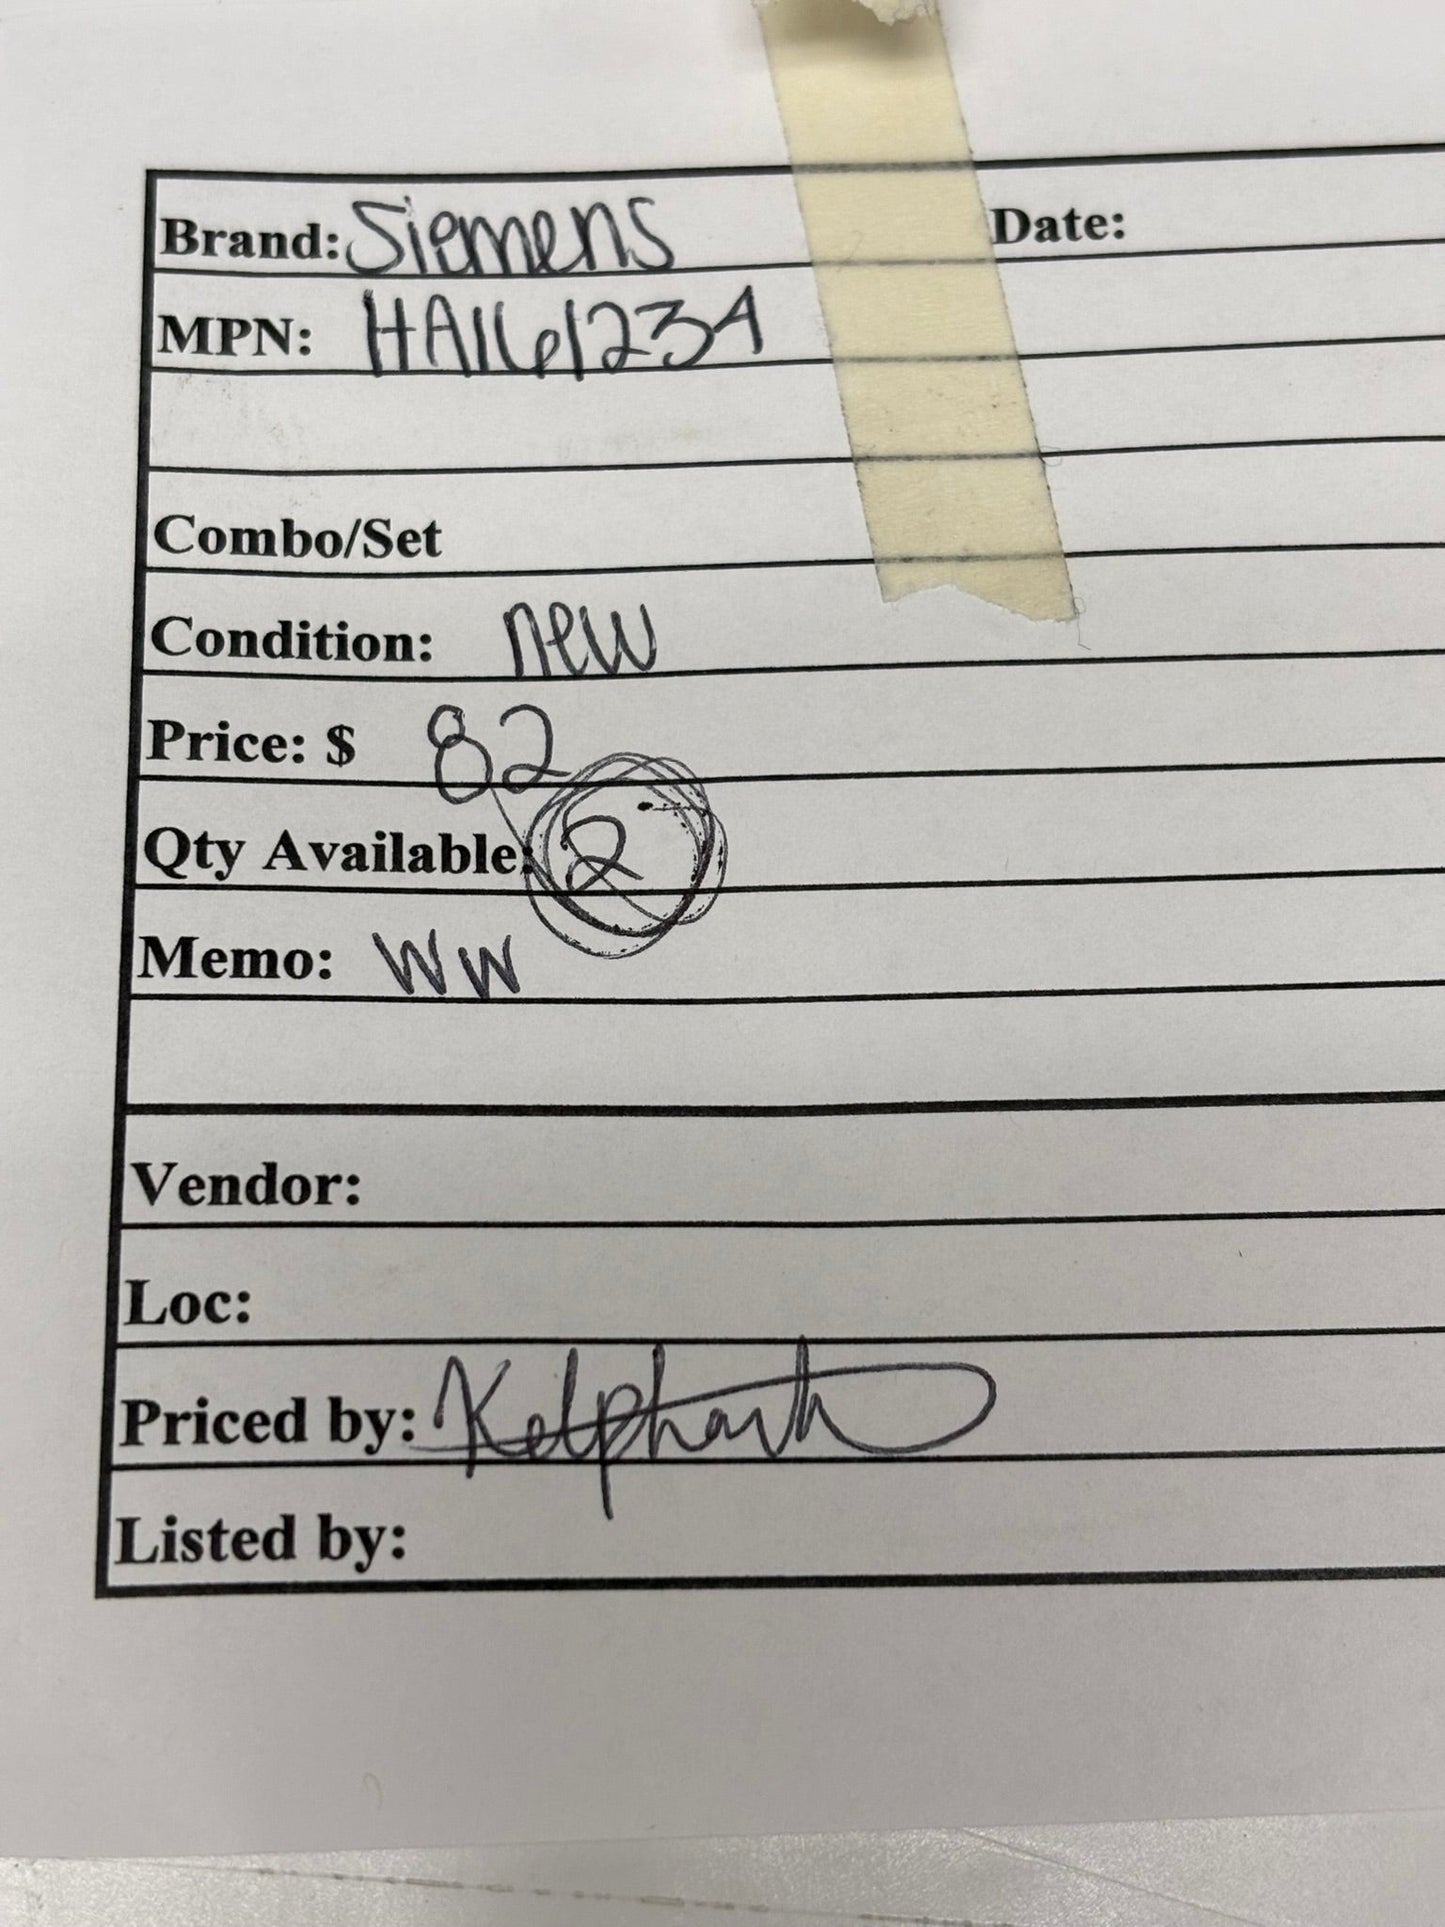 Brand: Siemens Date:
MPN: HA161234
Combo/Set
Condition: new
Price: $ 82
Qty Available: 2
Memo: WW
Vendor:
Loc:
Priced by:
Listed by: